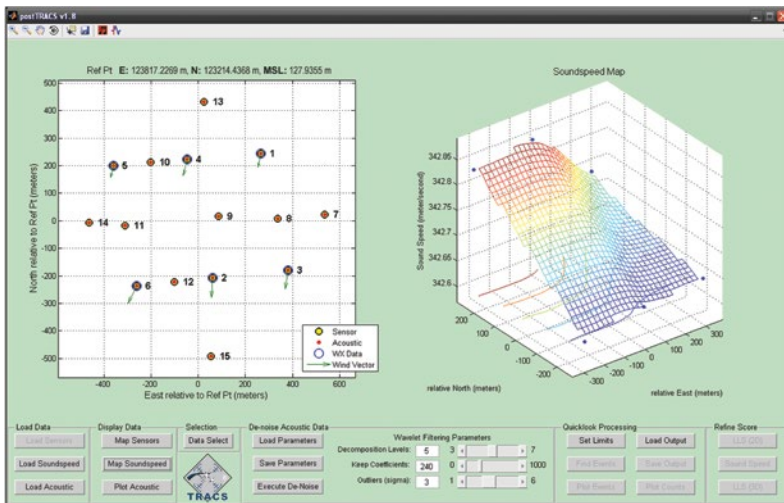 postTRACS v1.8
Ref Pt E: 123817.2269 m, N: 123214.4368 m, MSL: 127.9355 m
500
400
300
200
100
0
-100
-200
-300
-400
-500
North relative to Ref Pt (meters)
13
5
10
4
1
14
11
9
8
7
6
12
2
3
15
Sensor
Acoustic
WX Data
Wind Vector
-400 -200 0 200 400 600
East relative to Ref Pt (meters)
Soundspeed Map
342.85
342.8
342.75
342.7
342.65
342.6
Sound Speed (meter/second)
200
100
0
-100
-200
relative North (meters)
-300
-200
-100
0
100
200
300
relative East (meters)
Load Data
Load Sensors
Load Soundspeed
Load Acoustic
Display Data
Map Sensors
Map Soundspeed
Plot Acoustic
Selection
Data Select
TRACS
De-noise Acoustic Data
Load Parameters
Save Parameters
Execute De-Noise
Wavelet Filtering Parameters
Decomposition Levels: 5 3 7
Keep Coefficients: 240 0 1000
Outliers (sigma): 3 1 6
Quicklook Processing
Set Limits
Load Output
Find Events
Save Output
Plot Events
Plot Counts
Refine Score
LLS (2D)
Sound Speed
LLS (3D)